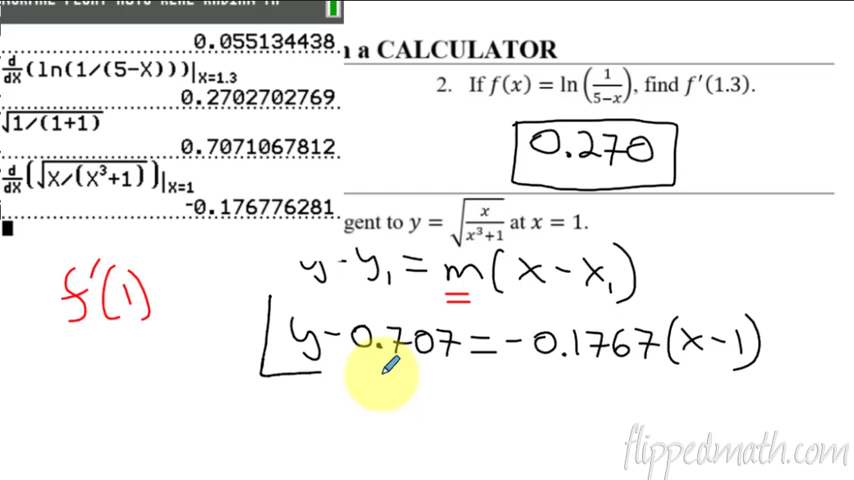 NORMAL FLOAT AUTO REAL RADIAN MP
0.055134438
d/dX(ln(1/(5-X)))|X=1.3
0.2702702769
√1/(1+1)
0.7071067812
d/dX(√X/(X³+1))|X=1
-0.176776281
a CALCULATOR
2. If f(x) = ln(1/(5−x)), find f′(1.3).
0.270
gent to y = √(x/(x³+1)) at x = 1.
f'(1)
y - y₁ = m(x - x₁)
y - 0.707 = -0.1767(x - 1)
flippedmath.com